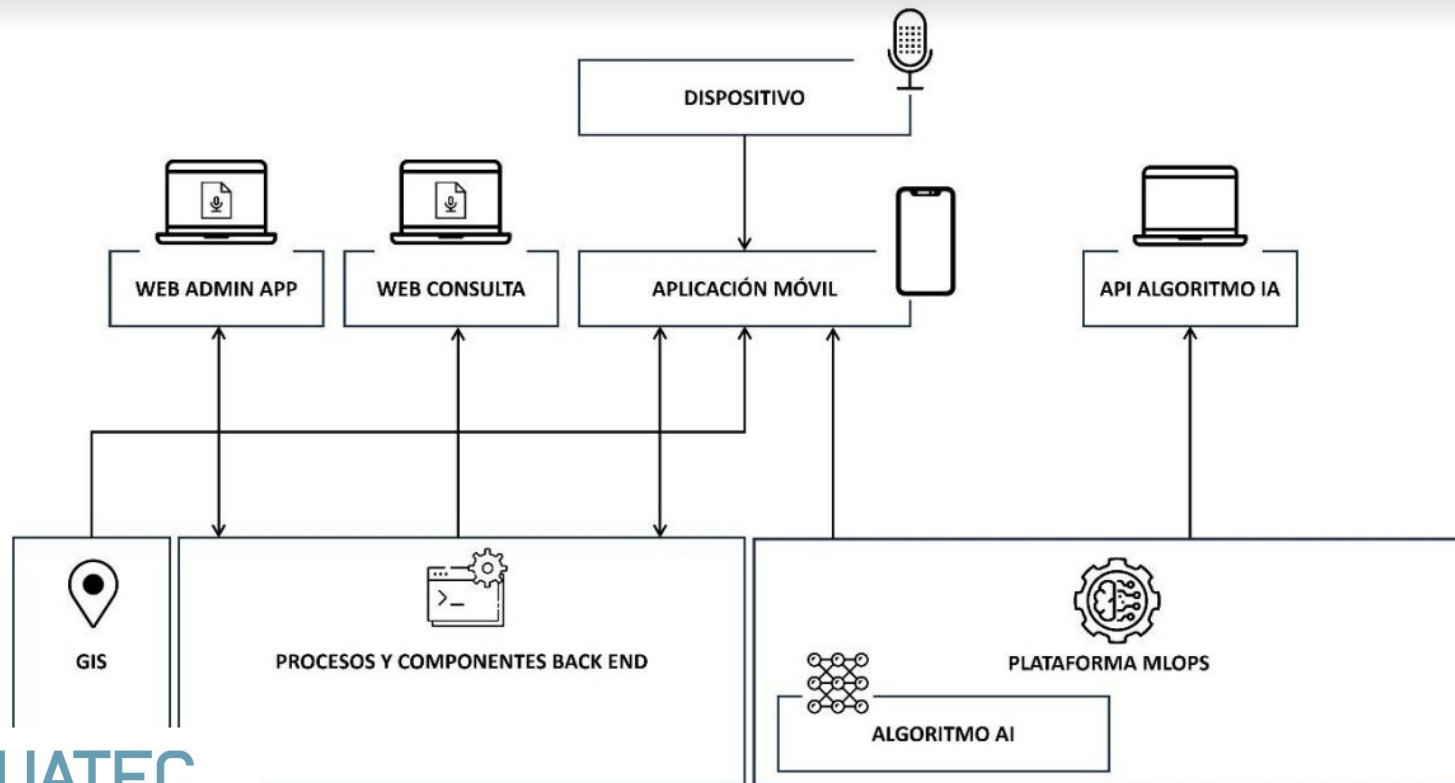 DISPOSITIVO
WEB ADMIN APP
WEB CONSULTA
APLICACIÓN MÓVIL
API ALGORITMO IA
GIS
PROCESOS Y COMPONENTES BACK END
PLATAFORMA MLOPS
ALGORITMO AI